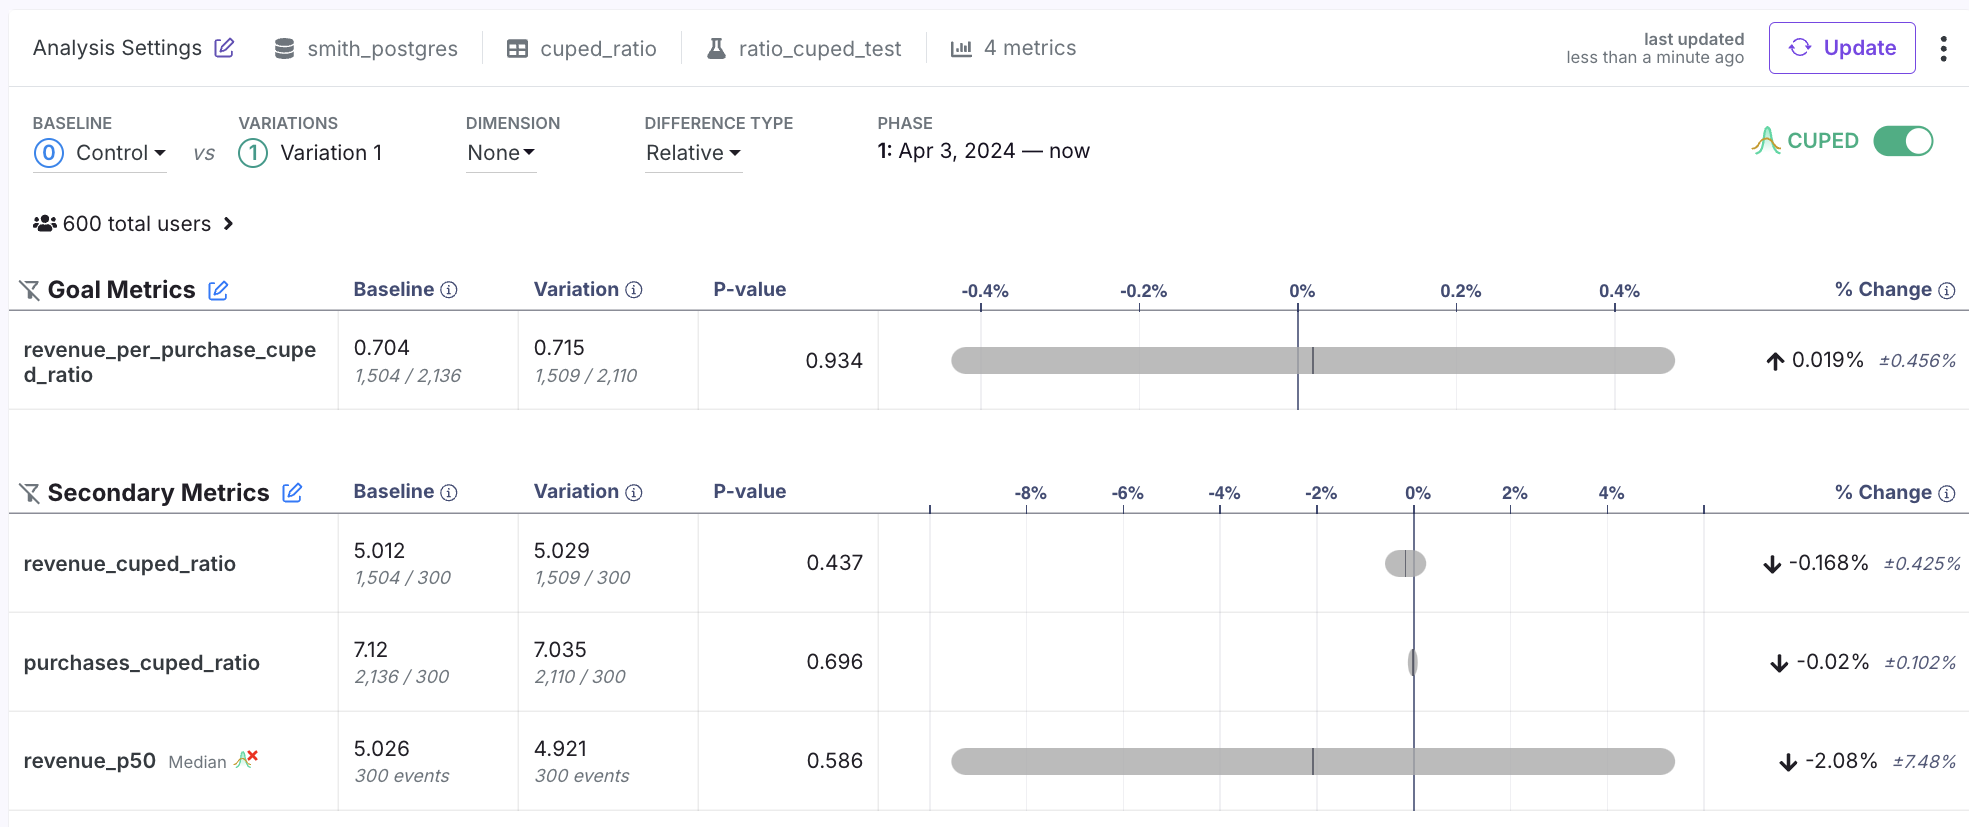 Analysis Settings smith_postgres cuped_ratio ratio_cuped_test 4 metrics last updated less than a minute ago Update
BASELINE VARIATIONS DIMENSION DIFFERENCE TYPE PHASE
0 Control vs 1 Variation 1 None Relative 1: Apr 3, 2024 — now CUPED
600 total users
Goal Metrics Baseline Variation P-value -0.4% -0.2% 0% 0.2% 0.4% % Change
revenue_per_purchase_cupe
d_ratio
0.704 0.715 0.934 0.019% ±0.456%
1,504 / 2,136 1,509 / 2,110
Secondary Metrics Baseline Variation P-value -8% -6% -4% -2% 0% 2% 4% % Change
revenue_cuped_ratio 5.012 5.029 0.437 -0.168% ±0.425%
1,504 / 300 1,509 / 300
purchases_cuped_ratio 7.12 7.035 0.696 -0.02% ±0.102%
2,136 / 300 2,110 / 300
revenue_p50 Median 5.026 4.921 0.586 -2.08% ±7.48%
300 events 300 events